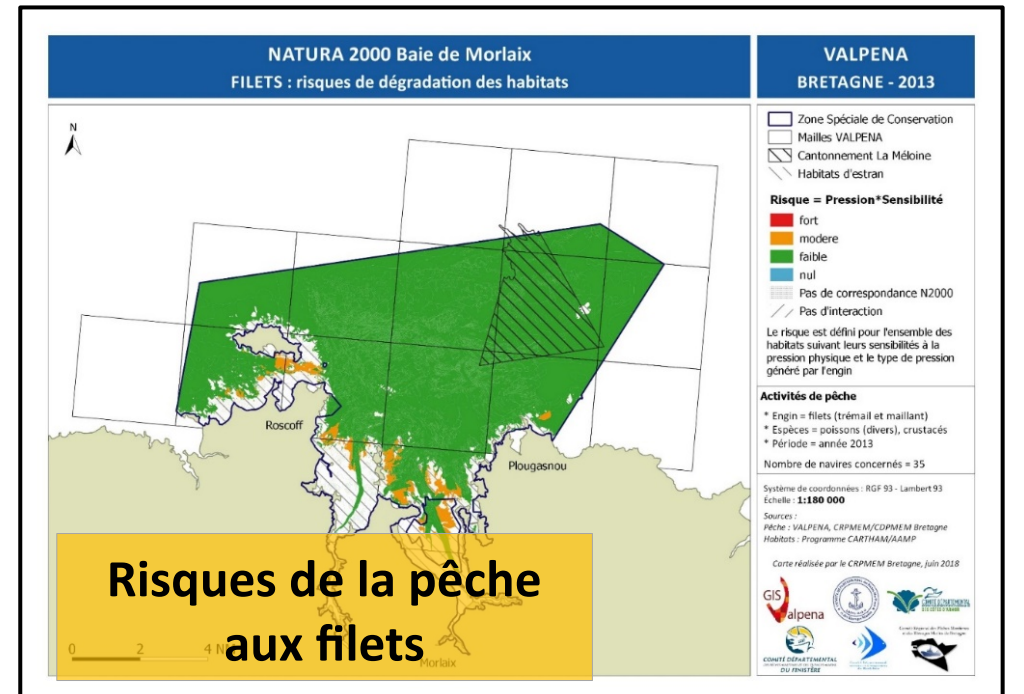 NATURA 2000 Baie de Morlaix
FILETS : risques de dégradation des habitats
VALPENA
BRETAGNE - 2013
N
Roscoff
Plougasnou
Morlaix
0 2 4 N
Risques de la pêche
aux filets
Zone Spéciale de Conservation
Mailles VALPENA
Cantonnement La Méloine
Habitats d'estran
Risque = Pression*Sensibilité
fort
modere
faible
nul
Pas de correspondance N2000
Pas d'interaction
Le risque est défini pour l'ensemble des
habitats suivant leurs sensibilités à la
pression physique et le type de pression
généré par l'engin
Activités de pêche
* Engin = filets (trémail et maillant)
* Espèces = poissons (divers), crustacés
* Période = année 2013
Nombre de navires concernés = 35
Système de coordonnées : RGF 93 - Lambert 93
Échelle : 1:180 000
Sources :
Pêche : VALPENA, CRPMEM/CDPMEM Bretagne
Habitats : Programme CARTHAM/AAMP
Carte réalisée par le CRPMEM Bretagne, juin 2018
GIS
Valpena
COMITÉ DÉPARTEMENTAL
DU FINISTÈRE